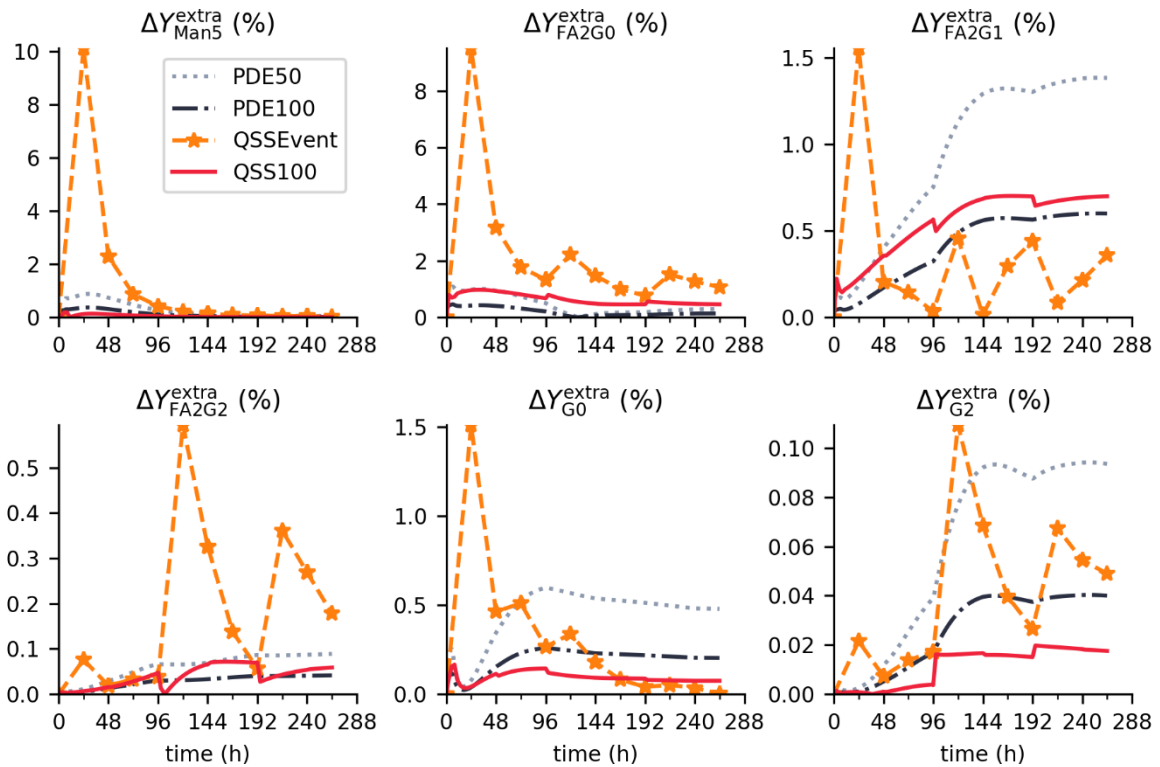 ΔY^extra_Man5 (%)
ΔY^extra_FA2G0 (%)
ΔY^extra_FA2G1 (%)
10
8
6
4
2
0
PDE50
PDE100
QSSEvent
QSS100
0 48 96 144 192 240 288
8
6
4
2
0
0 48 96 144 192 240 288
1.5
1.0
0.5
0.0
0 48 96 144 192 240 288
ΔY^extra_FA2G2 (%)
ΔY^extra_G0 (%)
ΔY^extra_G2 (%)
0.5
0.4
0.3
0.2
0.1
0.0
0 48 96 144 192 240 288
time (h)
1.5
1.0
0.5
0.0
0 48 96 144 192 240 288
time (h)
0.10
0.08
0.06
0.04
0.02
0.00
0 48 96 144 192 240 288
time (h)